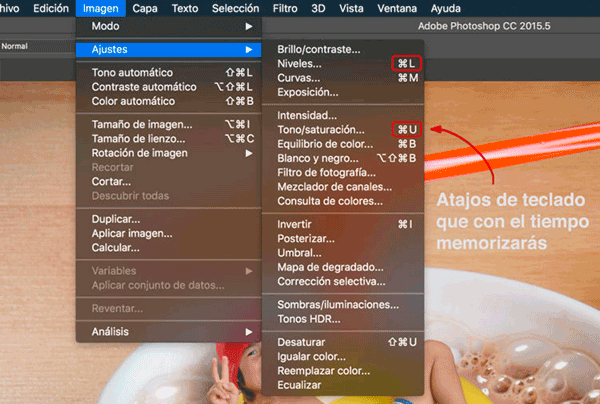 hivo Edición Imagen Capa Texto Selección Filtro 3D Vista Ventana Ayuda
Adobe Photoshop CC 2015.5
Normal
Modo
Ajustes
Tono automático ⇧⌘L
Contraste automático ⌥⇧⌘L
Color automático ⇧⌘B
Tamaño de imagen... ⌥⌘I
Tamaño de lienzo... ⌥⌘C
Rotación de imagen
Recortar
Cortar...
Descubrir todas
Duplicar...
Aplicar imagen...
Calcular...
Variables
Aplicar conjunto de datos...
Reventar...
Análisis
Brillo/contraste...
Niveles... ⌘L
Curvas... ⌘M
Exposición...
Intensidad...
Tono/saturación... ⌘U
Equilibrio de color... ⌘B
Blanco y negro... ⌥⇧⌘B
Filtro de fotografía...
Mezclador de canales...
Consulta de colores...
Invertir ⌘I
Posterizar...
Umbral...
Mapa de degradado...
Corrección selectiva...
Sombras/iluminaciones...
Tonos HDR...
Desaturar ⇧⌘U
Igualar color...
Reemplazar color...
Ecualizar
Atajos de teclado
que con el tiempo
memorizarás